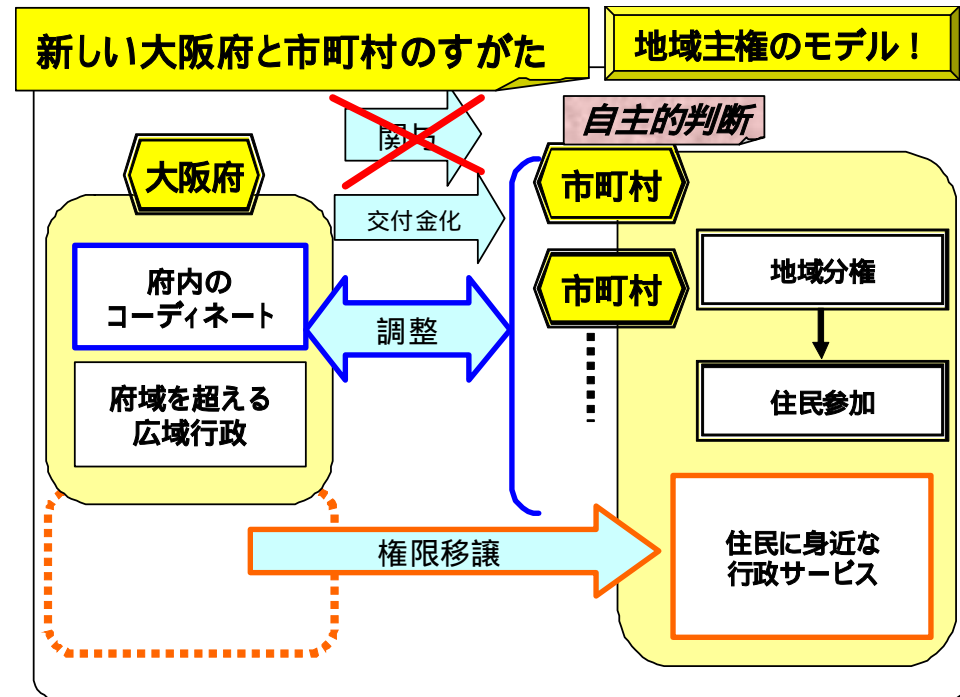 新しい大阪府と市町村のすがた
地域主権のモデル！
関与
自主的判断
大阪府
市町村
交付金化
府内の
コーディネート
市町村
地域分権
調整
府域を超える
広域行政
住民参加
権限移譲
住民に身近な
行政サービス